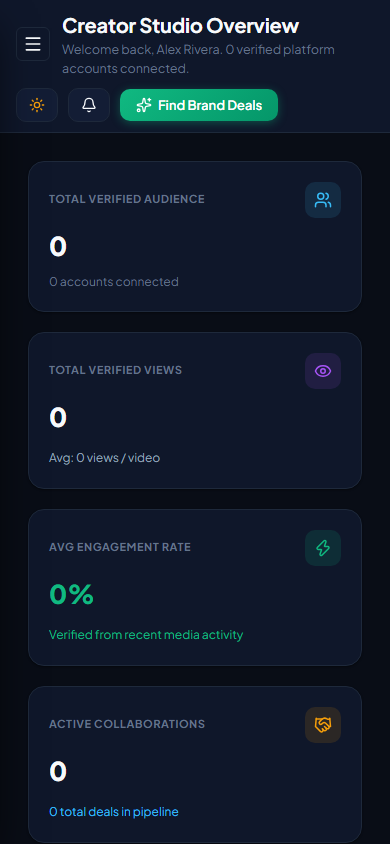 Creator Studio Overview
Welcome back, Alex Rivera. 0 verified platform
accounts connected.
Find Brand Deals
TOTAL VERIFIED AUDIENCE
0
0 accounts connected
TOTAL VERIFIED VIEWS
0
Avg: 0 views / video
AVG ENGAGEMENT RATE
0%
Verified from recent media activity
ACTIVE COLLABORATIONS
0
0 total deals in pipeline